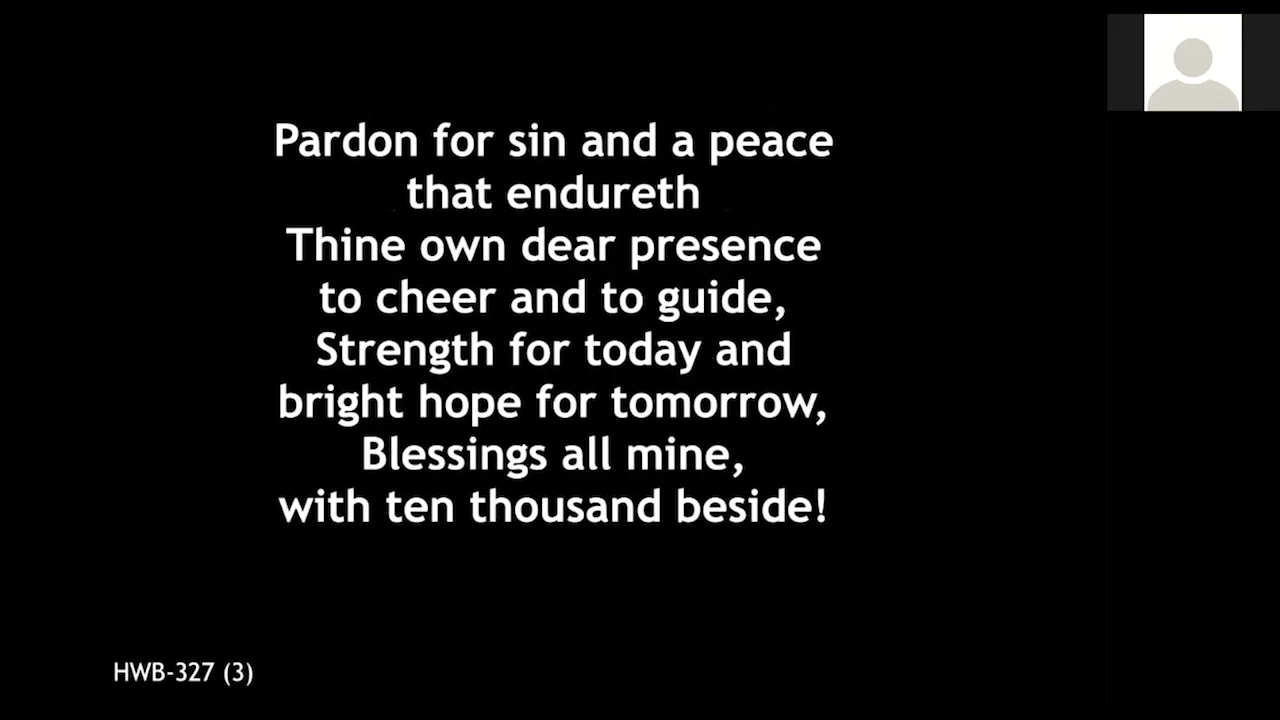 Pardon for sin and a peace
that endureth
Thine own dear presence
to cheer and to guide,
Strength for today and
bright hope for tomorrow,
Blessings all mine,
with ten thousand beside!
HWB-327 (3)